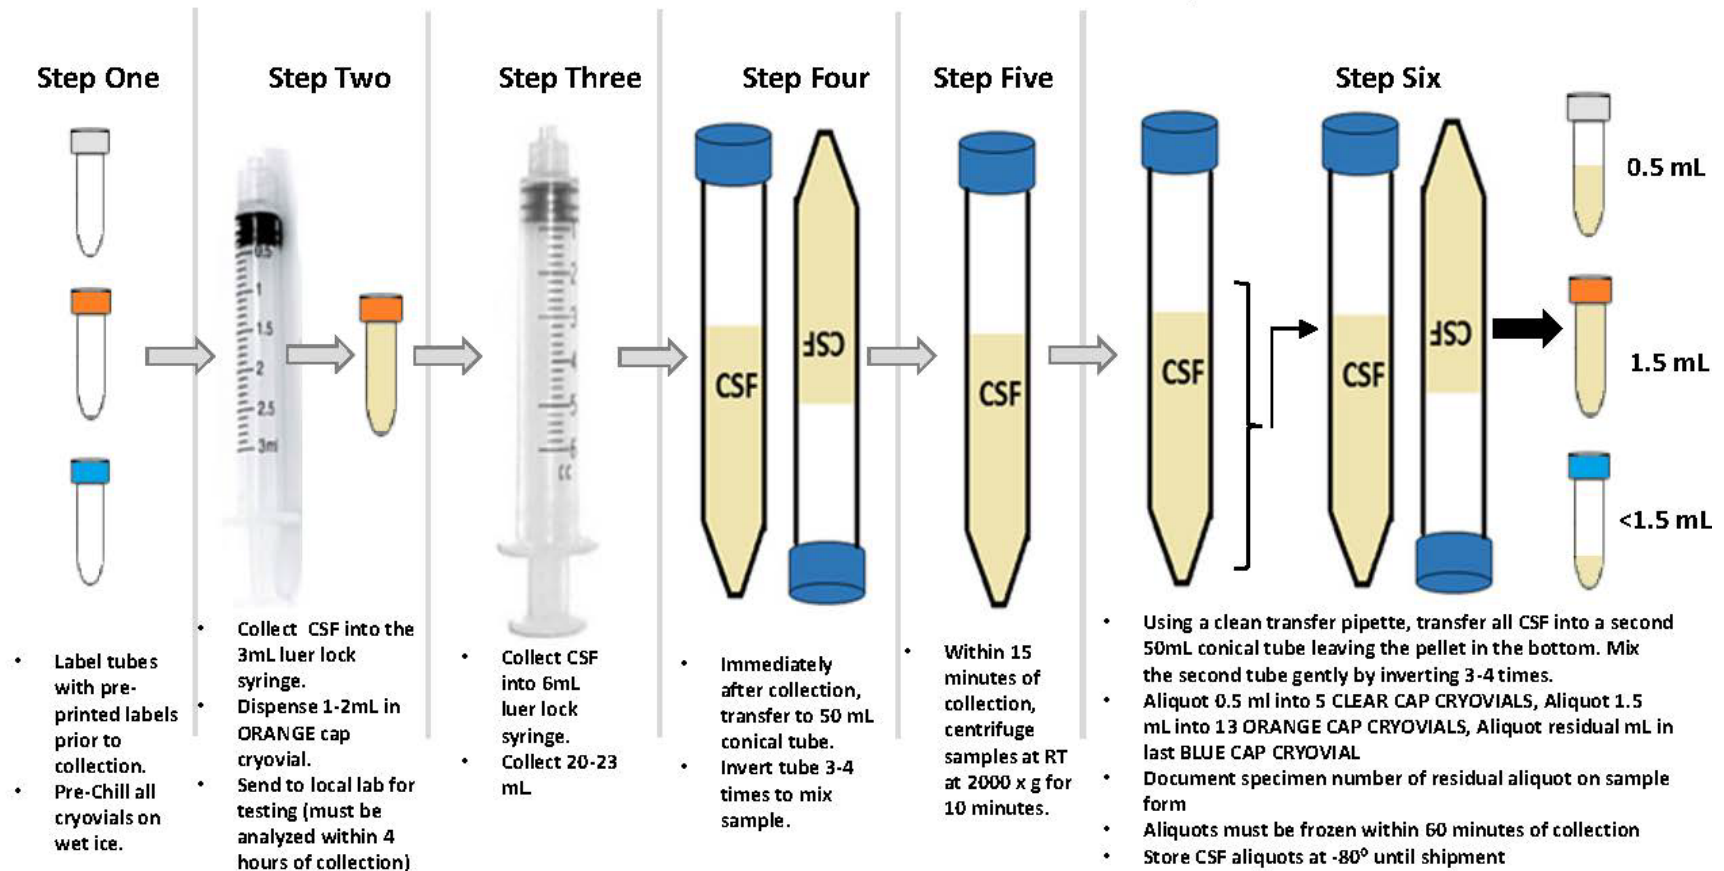 Step One
Step Two
Step Three
Step Four
Step Five
Step Six
0.5
1
1.5
2
2.5
3ml
CSF
CSF
CSF
CSF
CSF
CSF
0.5 mL
1.5 mL
<1.5 mL
• Label tubes
with pre-
printed labels
prior to
collection.
• Pre-Chill all
cryovials on
wet ice.
• Collect CSF into the
3mL luer lock
syringe.
• Dispense 1-2mL in
ORANGE cap
cryovial.
• Send to local lab for
testing (must be
analyzed within 4
hours of collection)
• Collect CSF
into 6mL
luer lock
syringe.
• Collect 20-23
mL
• Immediately
after collection,
transfer to 50 mL
conical tube.
• Invert tube 3-4
times to mix
sample.
• Within 15
minutes of
collection,
centrifuge
samples at RT
at 2000 x g for
10 minutes.
• Using a clean transfer pipette, transfer all CSF into a second
50mL conical tube leaving the pellet in the bottom. Mix
the second tube gently by inverting 3-4 times.
• Aliquot 0.5 ml into 5 CLEAR CAP CRYOVIALS, Aliquot 1.5
mL into 13 ORANGE CAP CRYOVIALS, Aliquot residual mL in
last BLUE CAP CRYOVIAL
• Document specimen number of residual aliquot on sample
form
• Aliquots must be frozen within 60 minutes of collection
• Store CSF aliquots at -80° until shipment